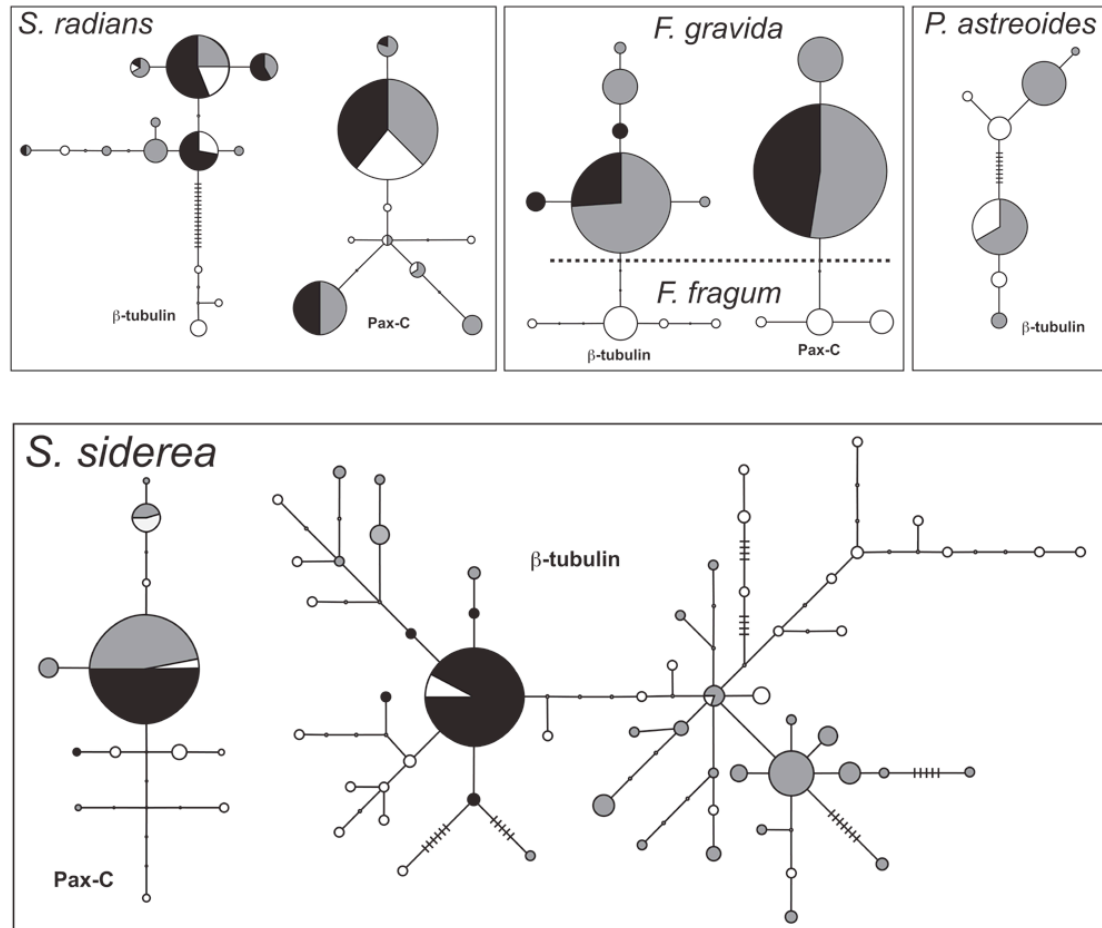 S. radians
β-tubulin
Pax-C
F. gravida
F. fragum
β-tubulin
Pax-C
P. astreoides
β-tubulin
S. siderea
β-tubulin
Pax-C